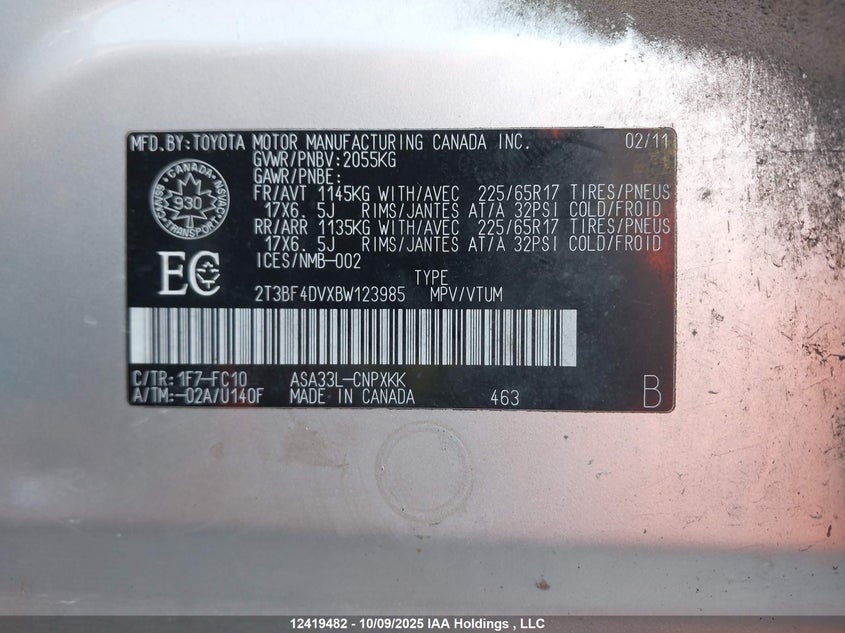 MFD.BY:TOYOTA MOTOR MANUFACTURING CANADA INC. 02/11
GVWR/PNBV:2055KG
GAWR/PNBE:
FR/AVT 1145KG WITH/AVEC 225/65R17 TIRES/PNEUS
17X6.5J RIMS/JANTES AT/A 32PSI COLD/FROID
RR/ARR 1135KG WITH/AVEC 225/65R17 TIRES/PNEUS
17X6.5J RIMS/JANTES AT/A 32PSI COLD/FROID
ICES/NMB-002
CANADA
930
TRANSPORT
NSVAC
EC
TYPE
2T3BF4DVXBW123985 MPV/VTUM
C/TR:1F7-FC10 ASA33L-CNPXKK
A/TM:-02A/U140F MADE IN CANADA 463 B
12419482 - 10/09/2025 IAA Holdings , LLC